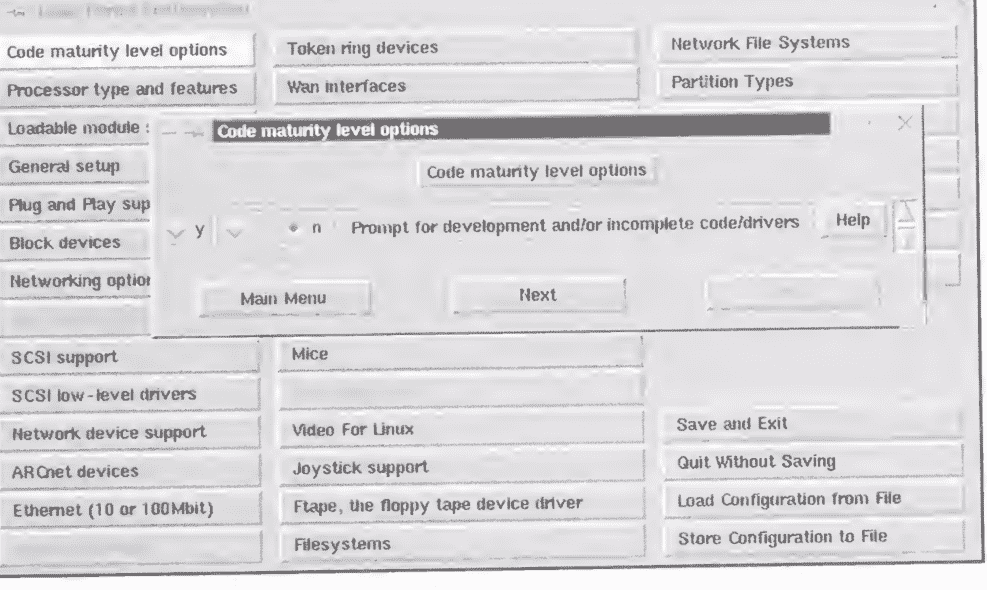 Code maturity level options
Processor type and features
Loadable module s
General setup
Plug and Play sup
Block devices
Networking option
SCSI support
SCSI low-level drivers
Network device support
ARCnet devices
Ethernet (10 or 100Mbit)
Token ring devices
Wan interfaces
Mice
Video For Linux
Joystick support
Ftape, the floppy tape device driver
Filesystems
Network File Systems
Partition Types
Save and Exit
Quit Without Saving
Load Configuration from File
Store Configuration to File
Code maturity level options
Code maturity level options
y n Prompt for development and/or incomplete code/drivers Help
Main Menu Next